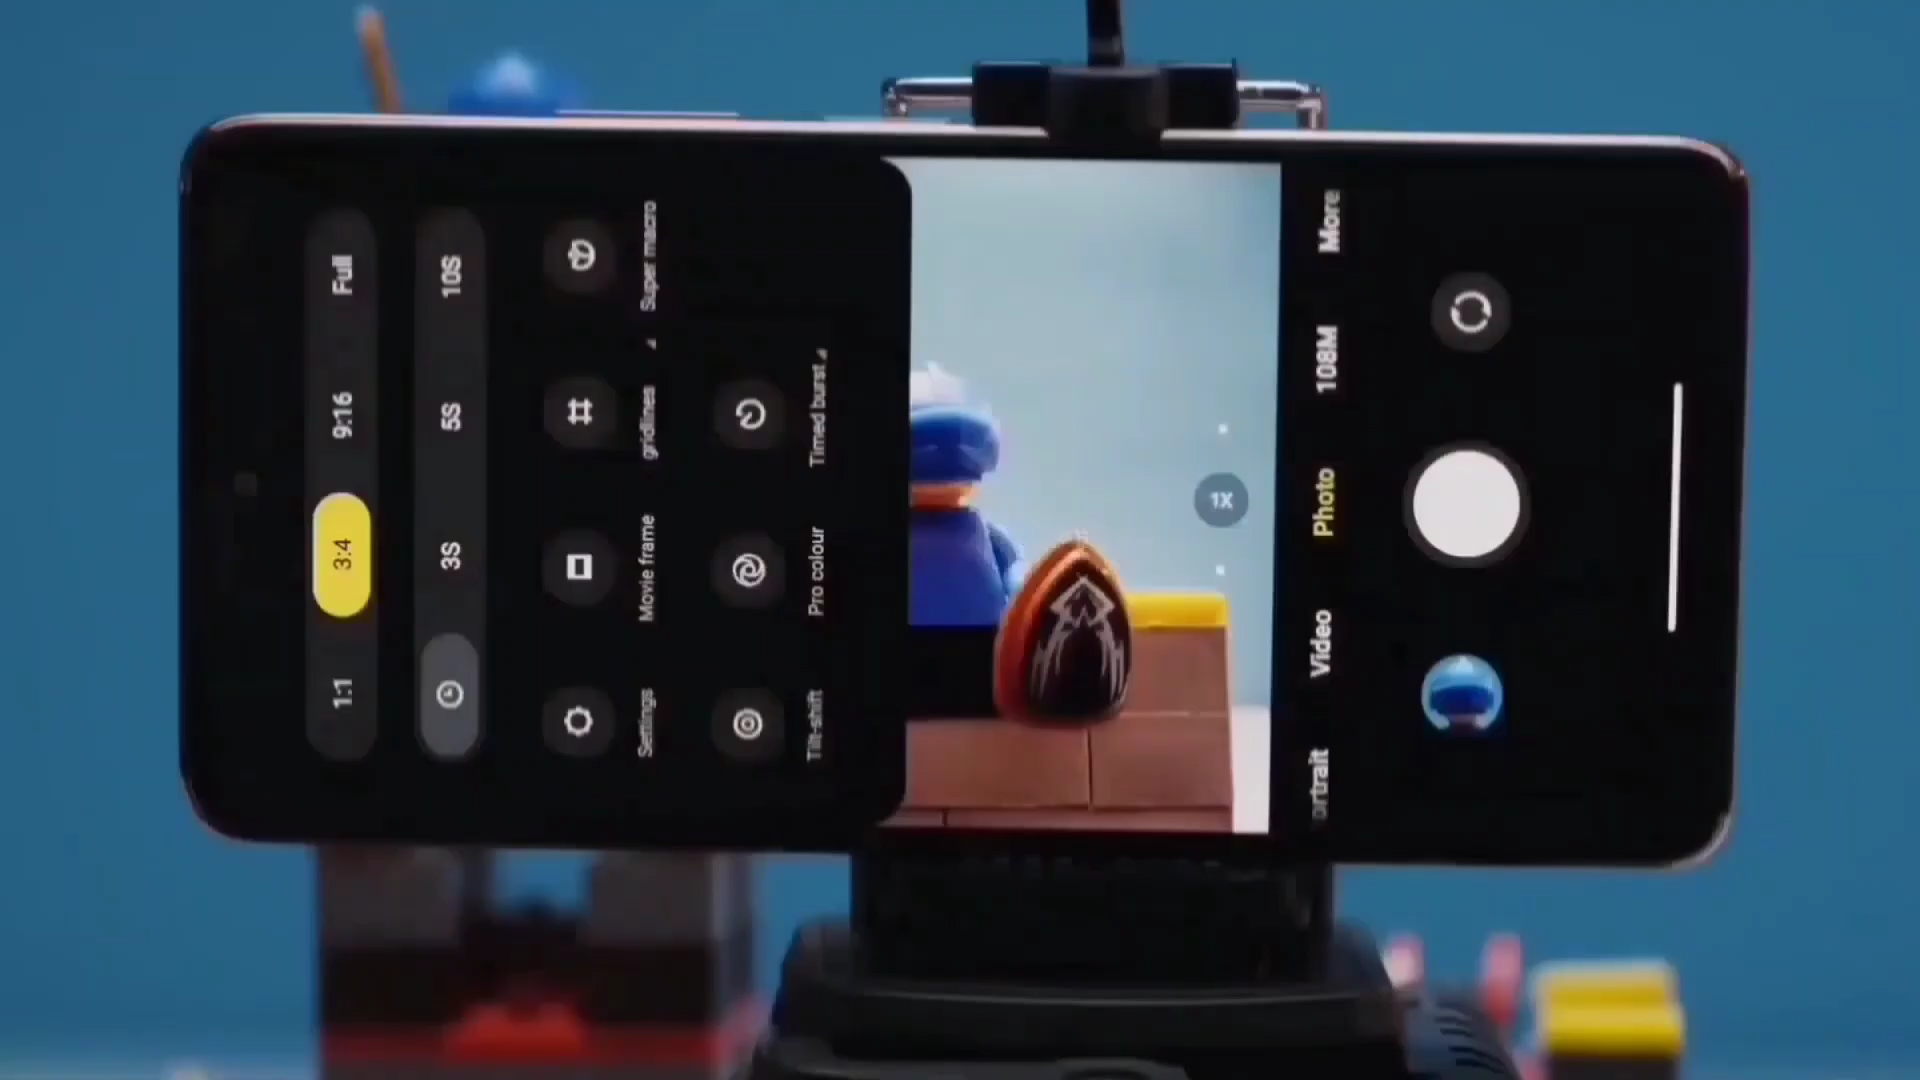 1:1 3:4 9:16 Full
3S 5S 10S
Settings Movie frame gridlines Super macro
Tilt-shift Pro colour Timed burst
1X
ortrait Video Photo 108M More